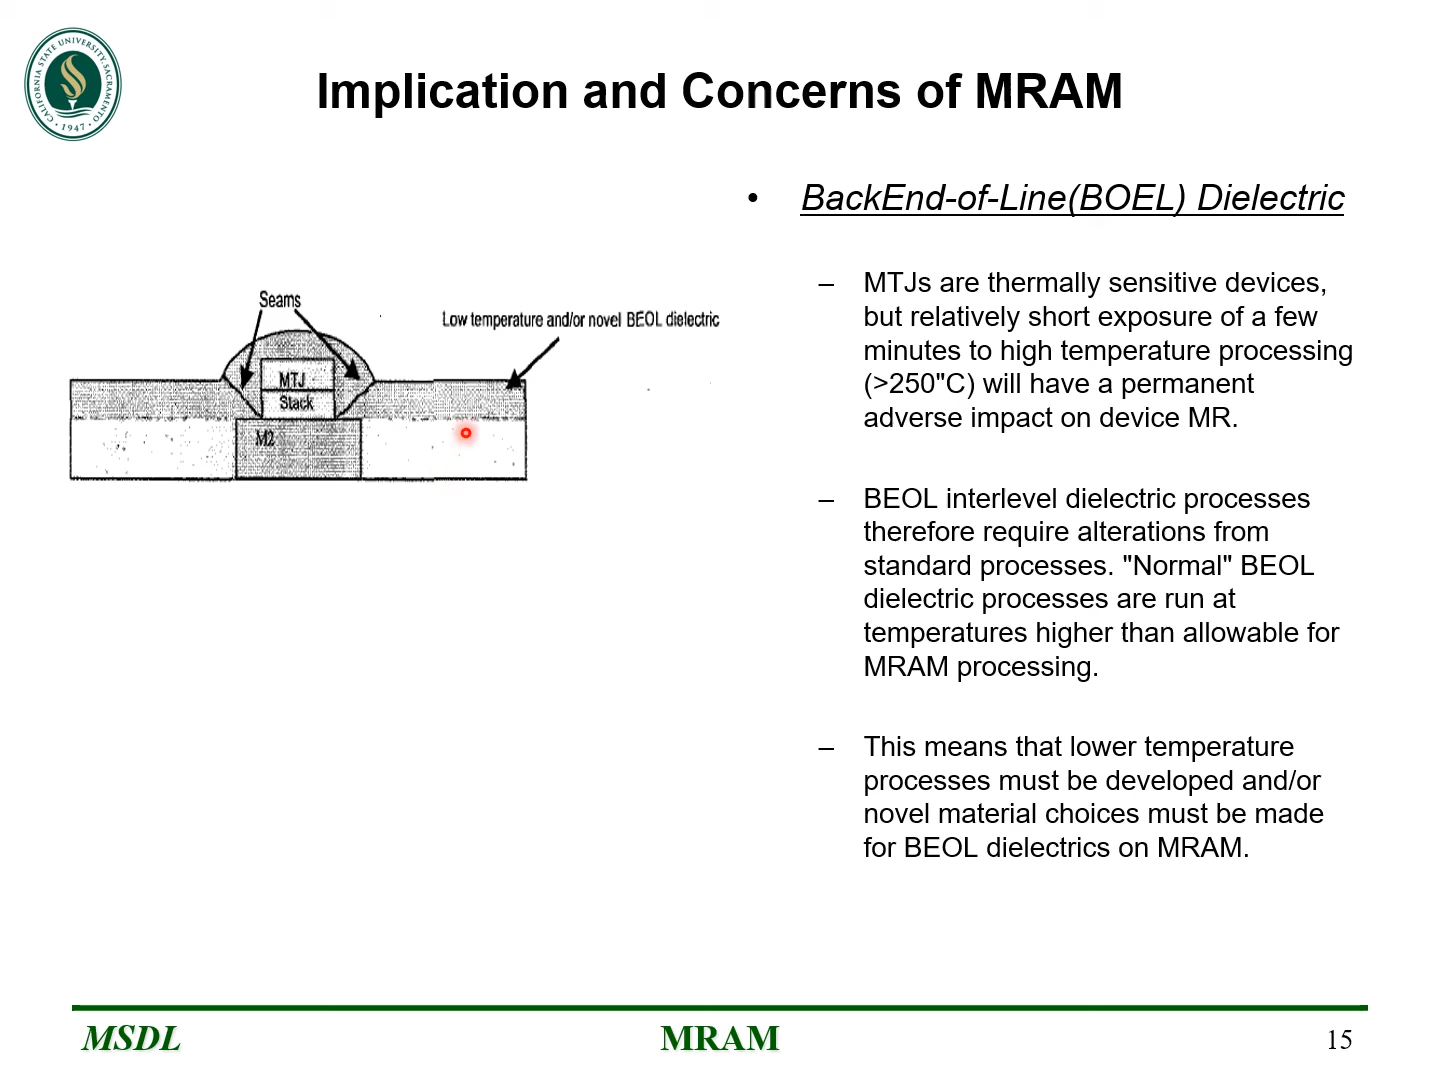 CALIFORNIA STATE UNIVERSITY, SACRAMENTO
• 1947 •
Implication and Concerns of MRAM
• BackEnd-of-Line(BOEL) Dielectric
– MTJs are thermally sensitive devices,
but relatively short exposure of a few
minutes to high temperature processing
(>250"C) will have a permanent
adverse impact on device MR.
– BEOL interlevel dielectric processes
therefore require alterations from
standard processes. "Normal" BEOL
dielectric processes are run at
temperatures higher than allowable for
MRAM processing.
– This means that lower temperature
processes must be developed and/or
novel material choices must be made
for BEOL dielectrics on MRAM.
Seams
Low temperature and/or novel BEOL dielectric
MTJ
Stack
M2
MSDL
MRAM
15